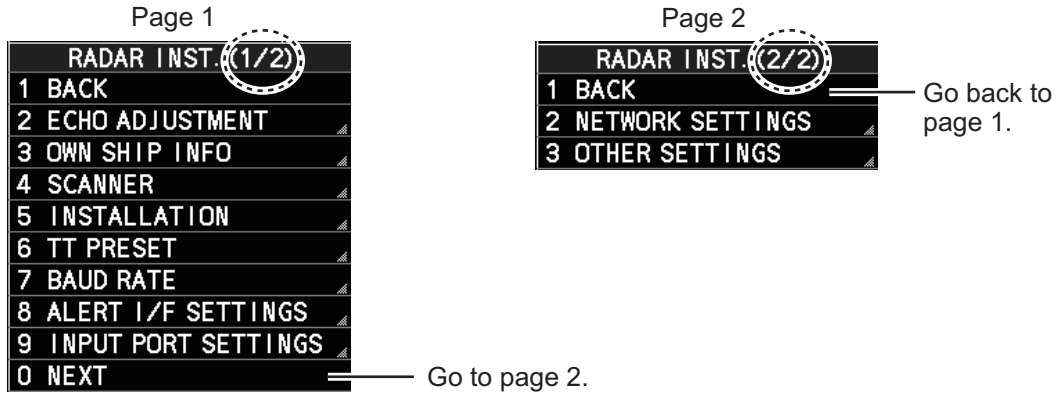 Page 1
RADAR INST. (1/2)
1 BACK
2 ECHO ADJUSTMENT
3 OWN SHIP INFO
4 SCANNER
5 INSTALLATION
6 TT PRESET
7 BAUD RATE
8 ALERT I/F SETTINGS
9 INPUT PORT SETTINGS
0 NEXT
Go to page 2.
Page 2
RADAR INST. (2/2)
1 BACK
2 NETWORK SETTINGS
3 OTHER SETTINGS
Go back to
page 1.